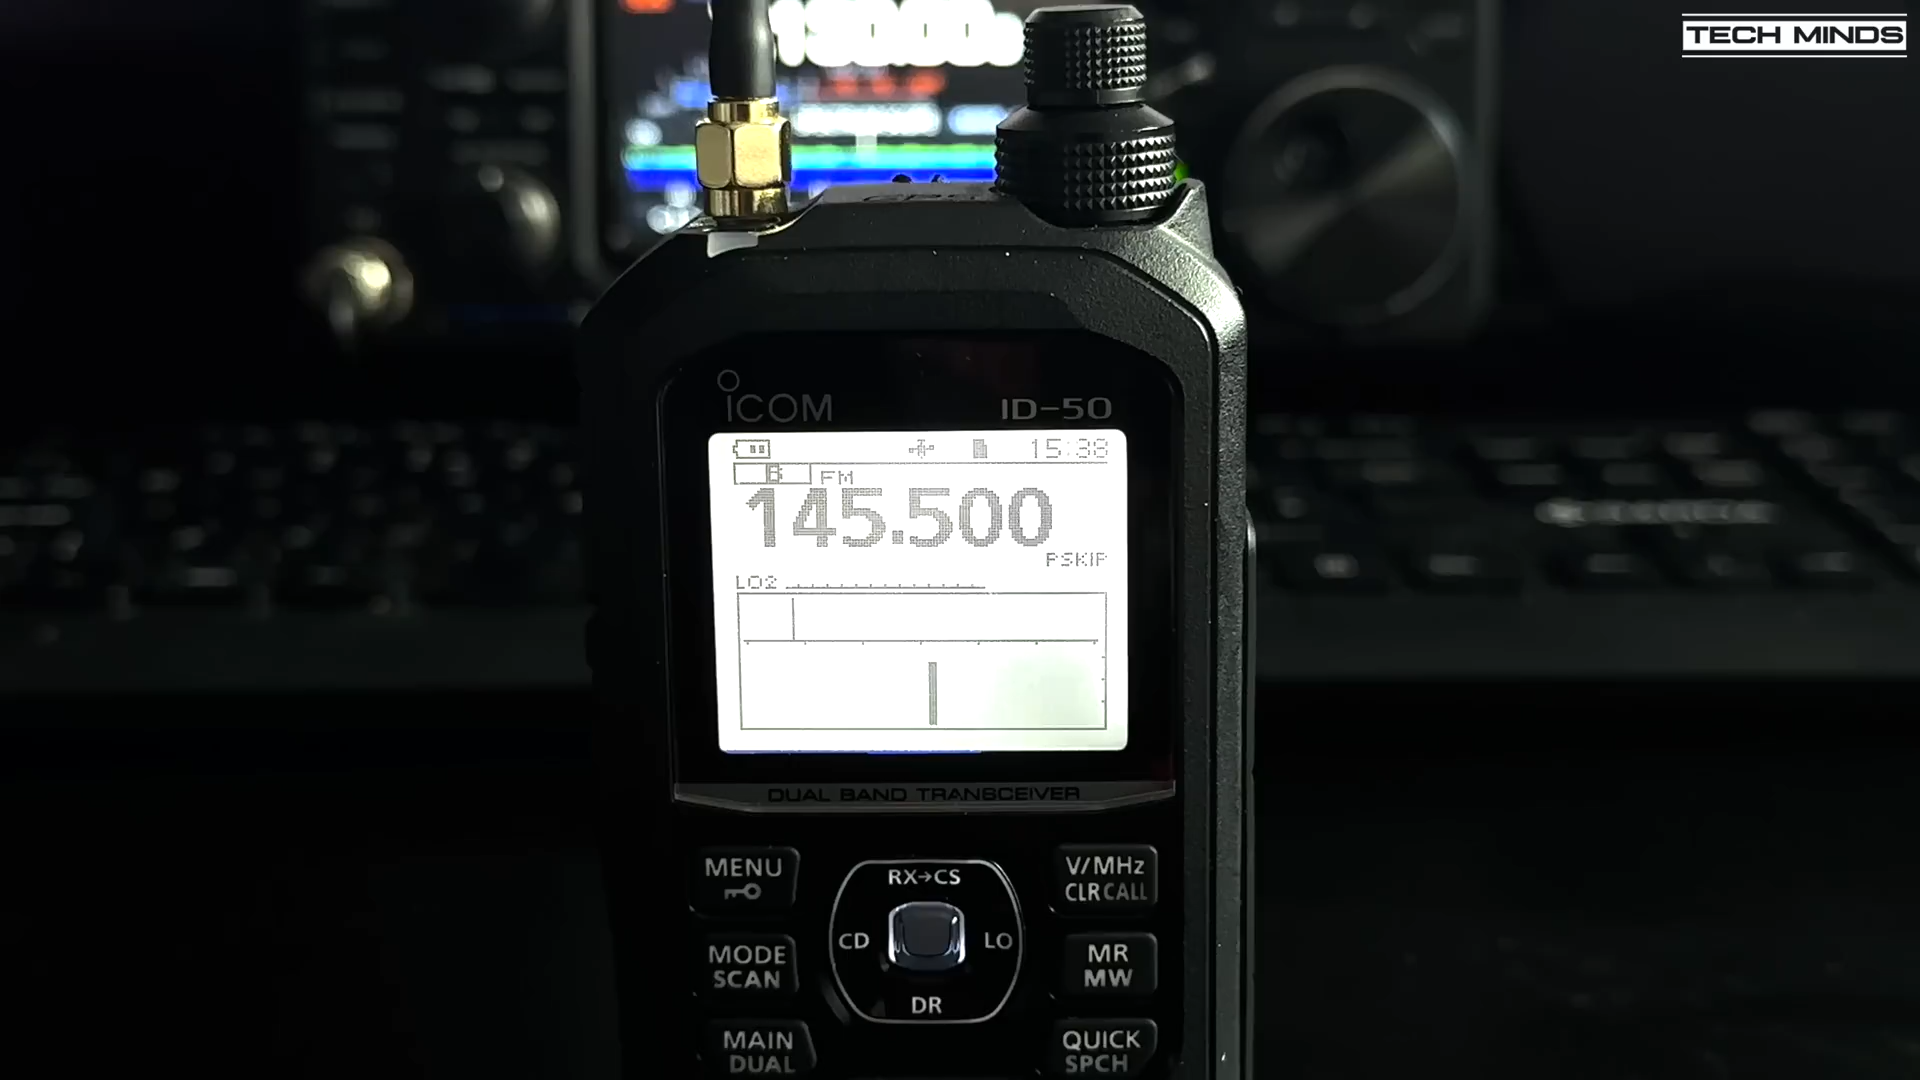 TECH MINDS
ICOM ID-50
15:38
B FM
145.500
PSKIP
LO2
DUAL BAND TRANSCEIVER
MENU
RX→CS
V/MHz
CLR CALL
CD
LO
MODE
SCAN
MR
MW
DR
MAIN
DUAL
QUICK
SPCH